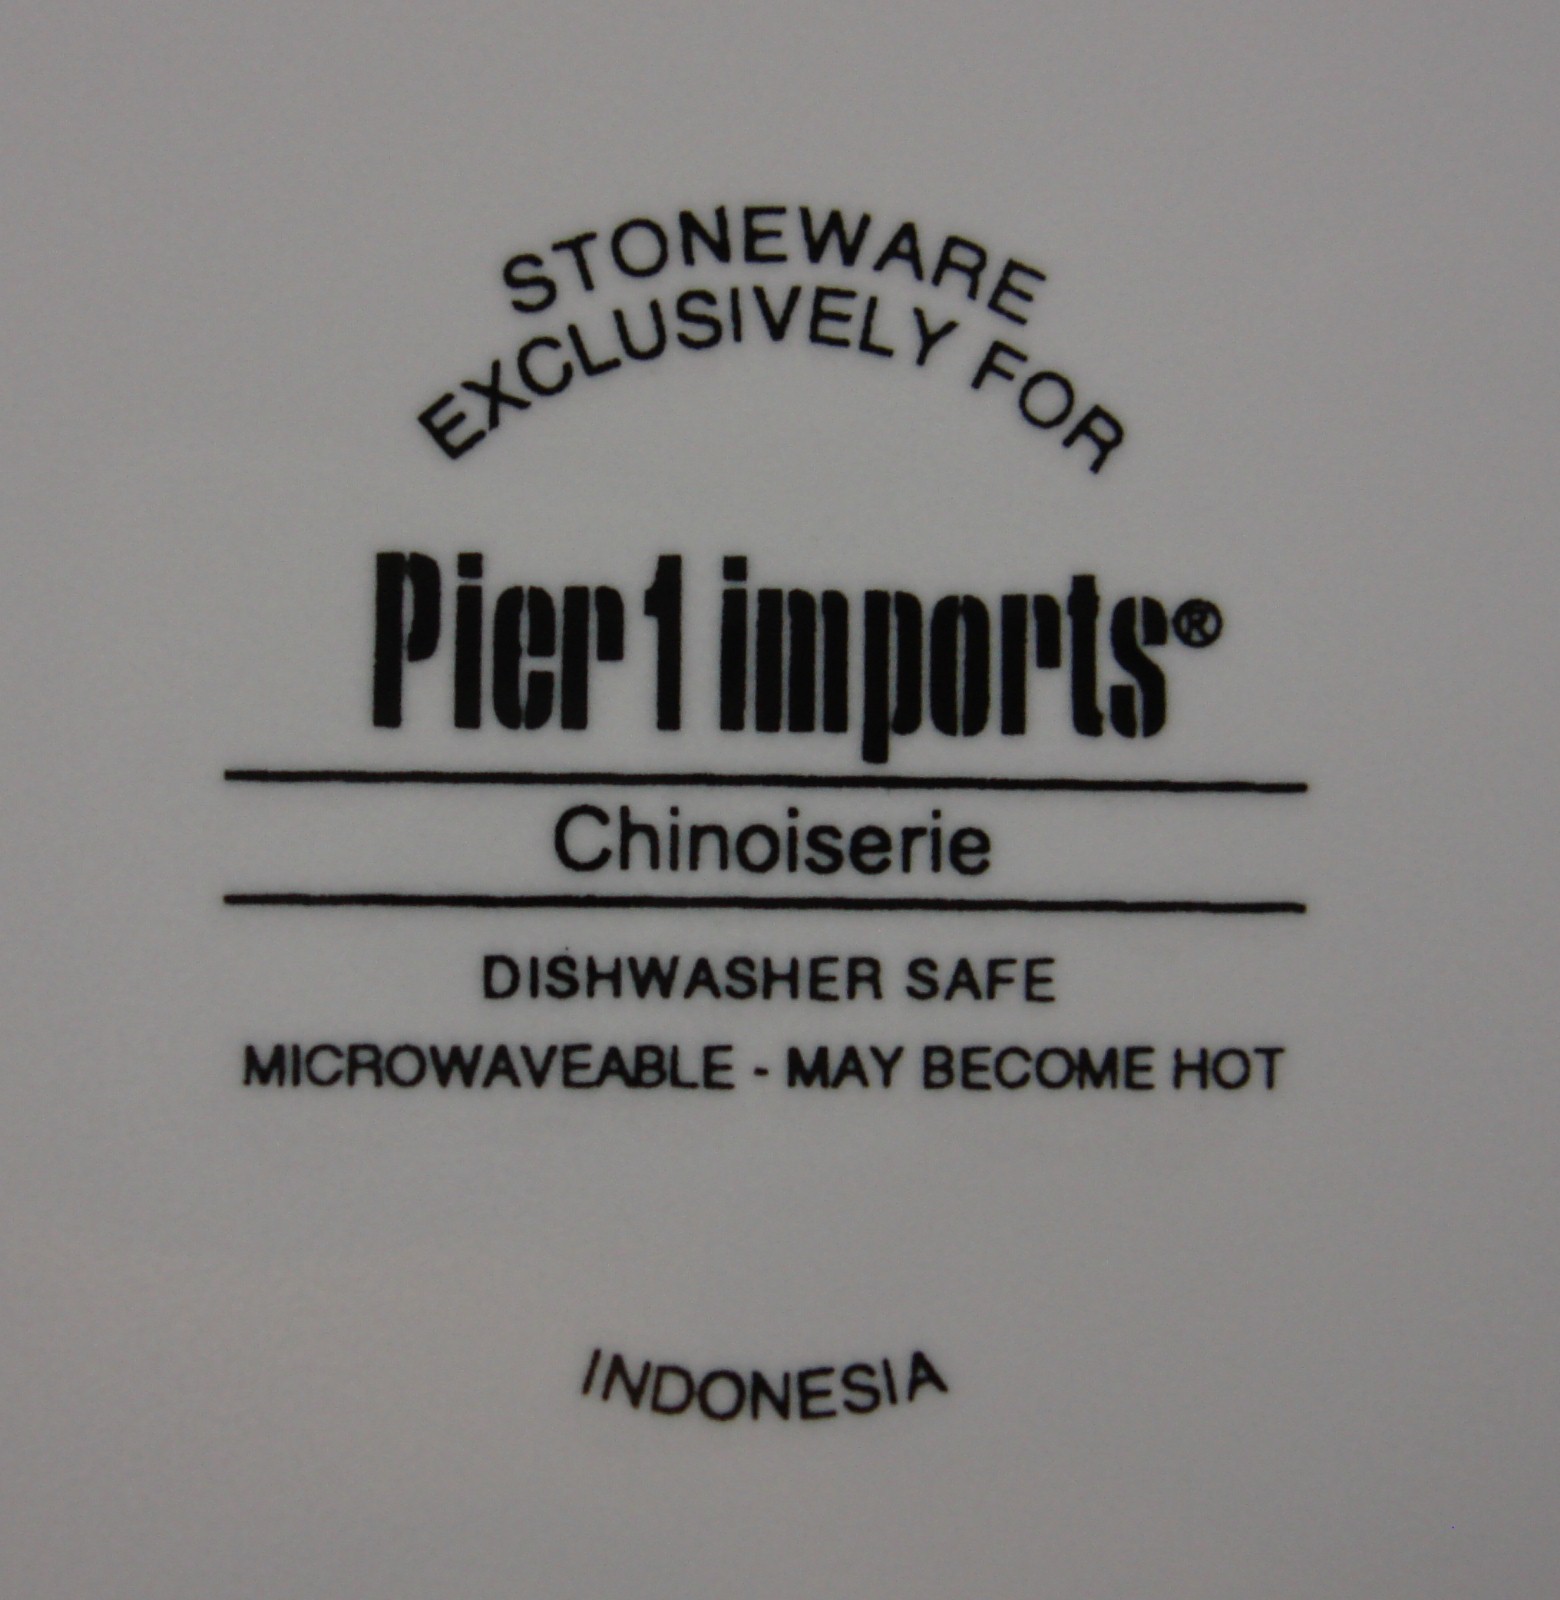 STONEWARE
EXCLUSIVELY FOR
Pier 1 imports®
Chinoiserie
DISHWASHER SAFE
MICROWAVEABLE - MAY BECOME HOT
INDONESIA